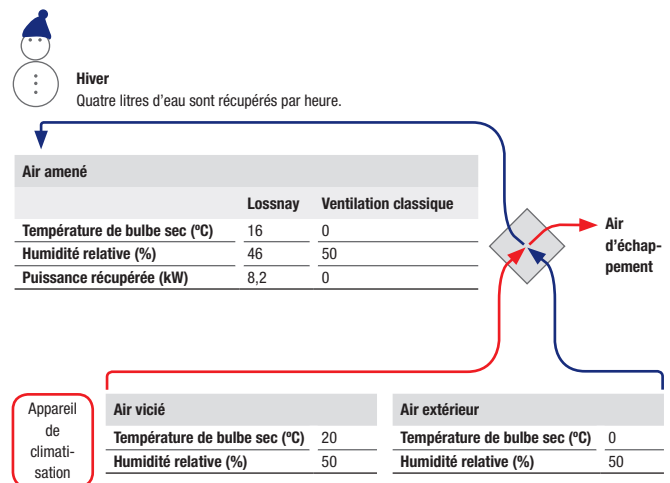 Hiver
Quatre litres d'eau sont récupérés par heure.
Air amené
Lossnay Ventilation classique
Température de bulbe sec (ºC) 16 0
Humidité relative (%) 46 50
Puissance récupérée (kW) 8,2 0
Air
d'échap-
pement
Appareil
de
climati-
sation
Air vicié
Température de bulbe sec (ºC) 20
Humidité relative (%) 50
Air extérieur
Température de bulbe sec (ºC) 0
Humidité relative (%) 50